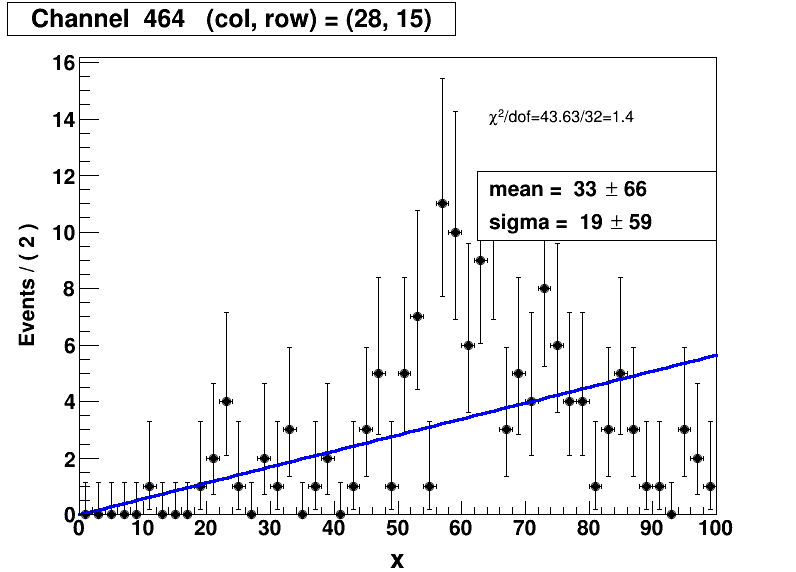 Channel 464 (col, row) = (28, 15)
χ²/dof=43.63/32=1.4
mean = 33 ± 66
sigma = 19 ± 59
Events / ( 2 )
16
14
12
10
8
6
4
2
0
0 10 20 30 40 50 60 70 80 90 100
x